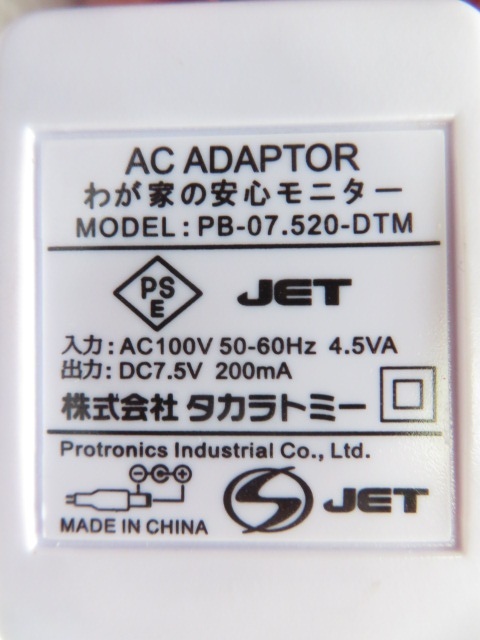 AC ADAPTOR
わが家の安心モニター
MODEL : PB-07.520-DTM
PS
E
JET
入力 : AC100V 50-60Hz 4.5VA
出力 : DC7.5V 200mA
株式会社 タカラトミー
Protronics Industrial Co., Ltd.
JET
MADE IN CHINA